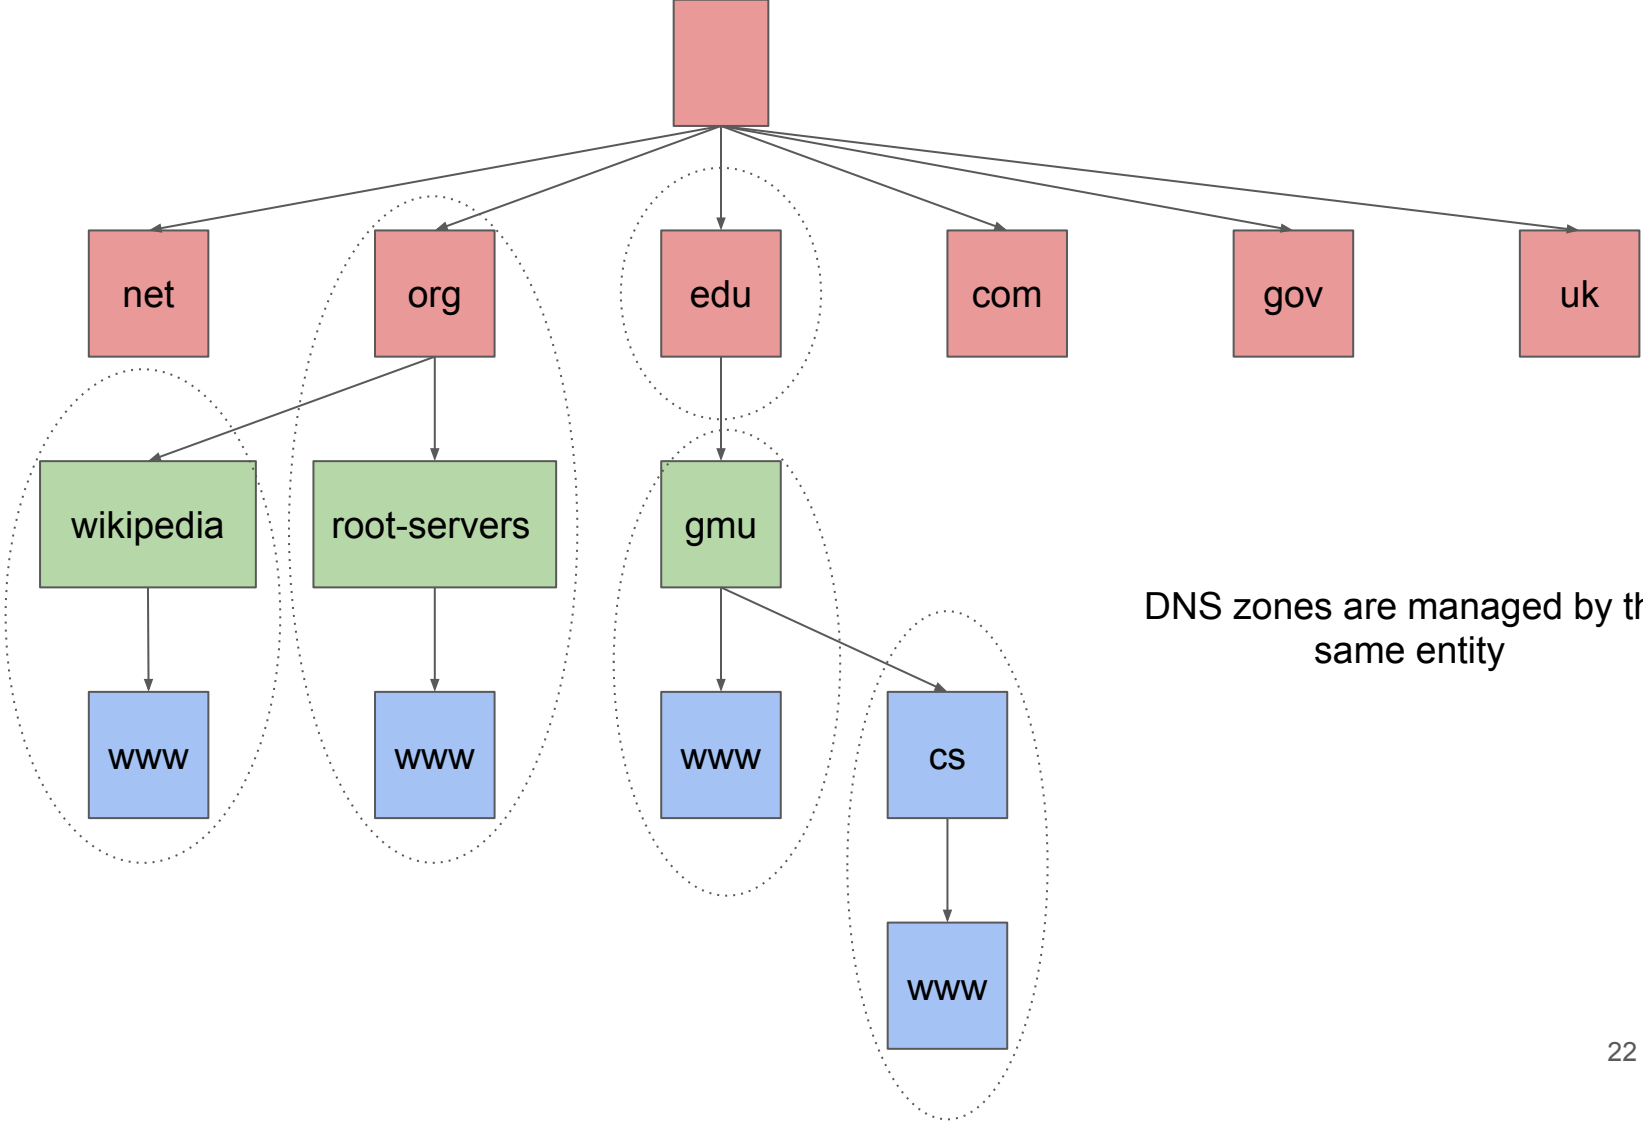 net
org
edu
com
gov
uk
wikipedia
root-servers
gmu
DNS zones are managed by
same entity
www
www
www
cs
www
22